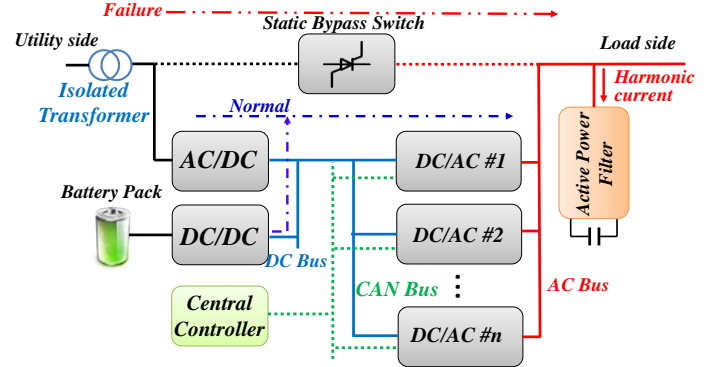 Failure
Static Bypass Switch
Utility side
Load side
Isolated
Transformer
Harmonic
current
Normal
AC/DC
DC/AC #1
Active Power
Filter
Battery Pack
DC/DC
DC/AC #2
DC Bus
CAN Bus
AC Bus
Central
Controller
DC/AC #n